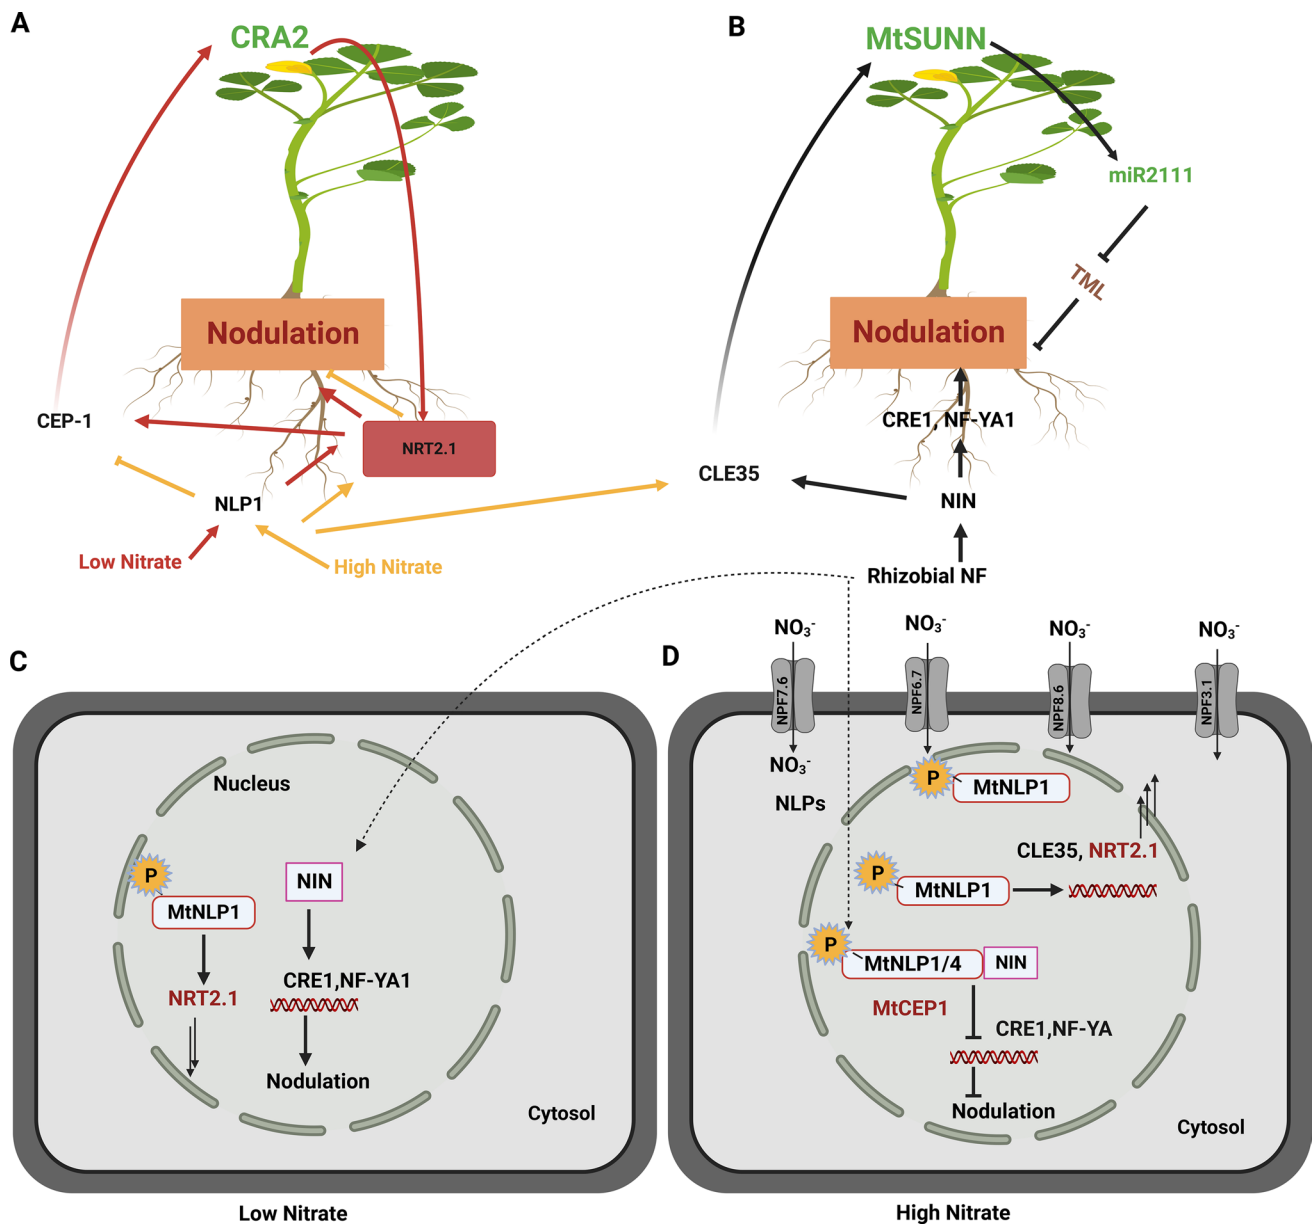 A
CRA2
Nodulation
CEP-1
NRT2.1
NLP1
Low Nitrate
High Nitrate
B
MtSUNN
miR2111
TML
Nodulation
CRE1, NF-YA1
CLE35
NIN
Rhizobial NF
C
Nucleus
P
MtNLP1
NIN
NRT2.1
CRE1,NF-YA1
Nodulation
Cytosol
Low Nitrate
D
NO₃⁻
NO₃⁻
NO₃⁻
NO₃⁻
NPF7.6
NPF6.7
NPF8.6
NPF3.1
NO₃⁻
NLPs
P
MtNLP1
CLE35, NRT2.1
P
MtNLP1
P
MtNLP1/4
NIN
MtCEP1
CRE1,NF-YA
Nodulation
Cytosol
High Nitrate